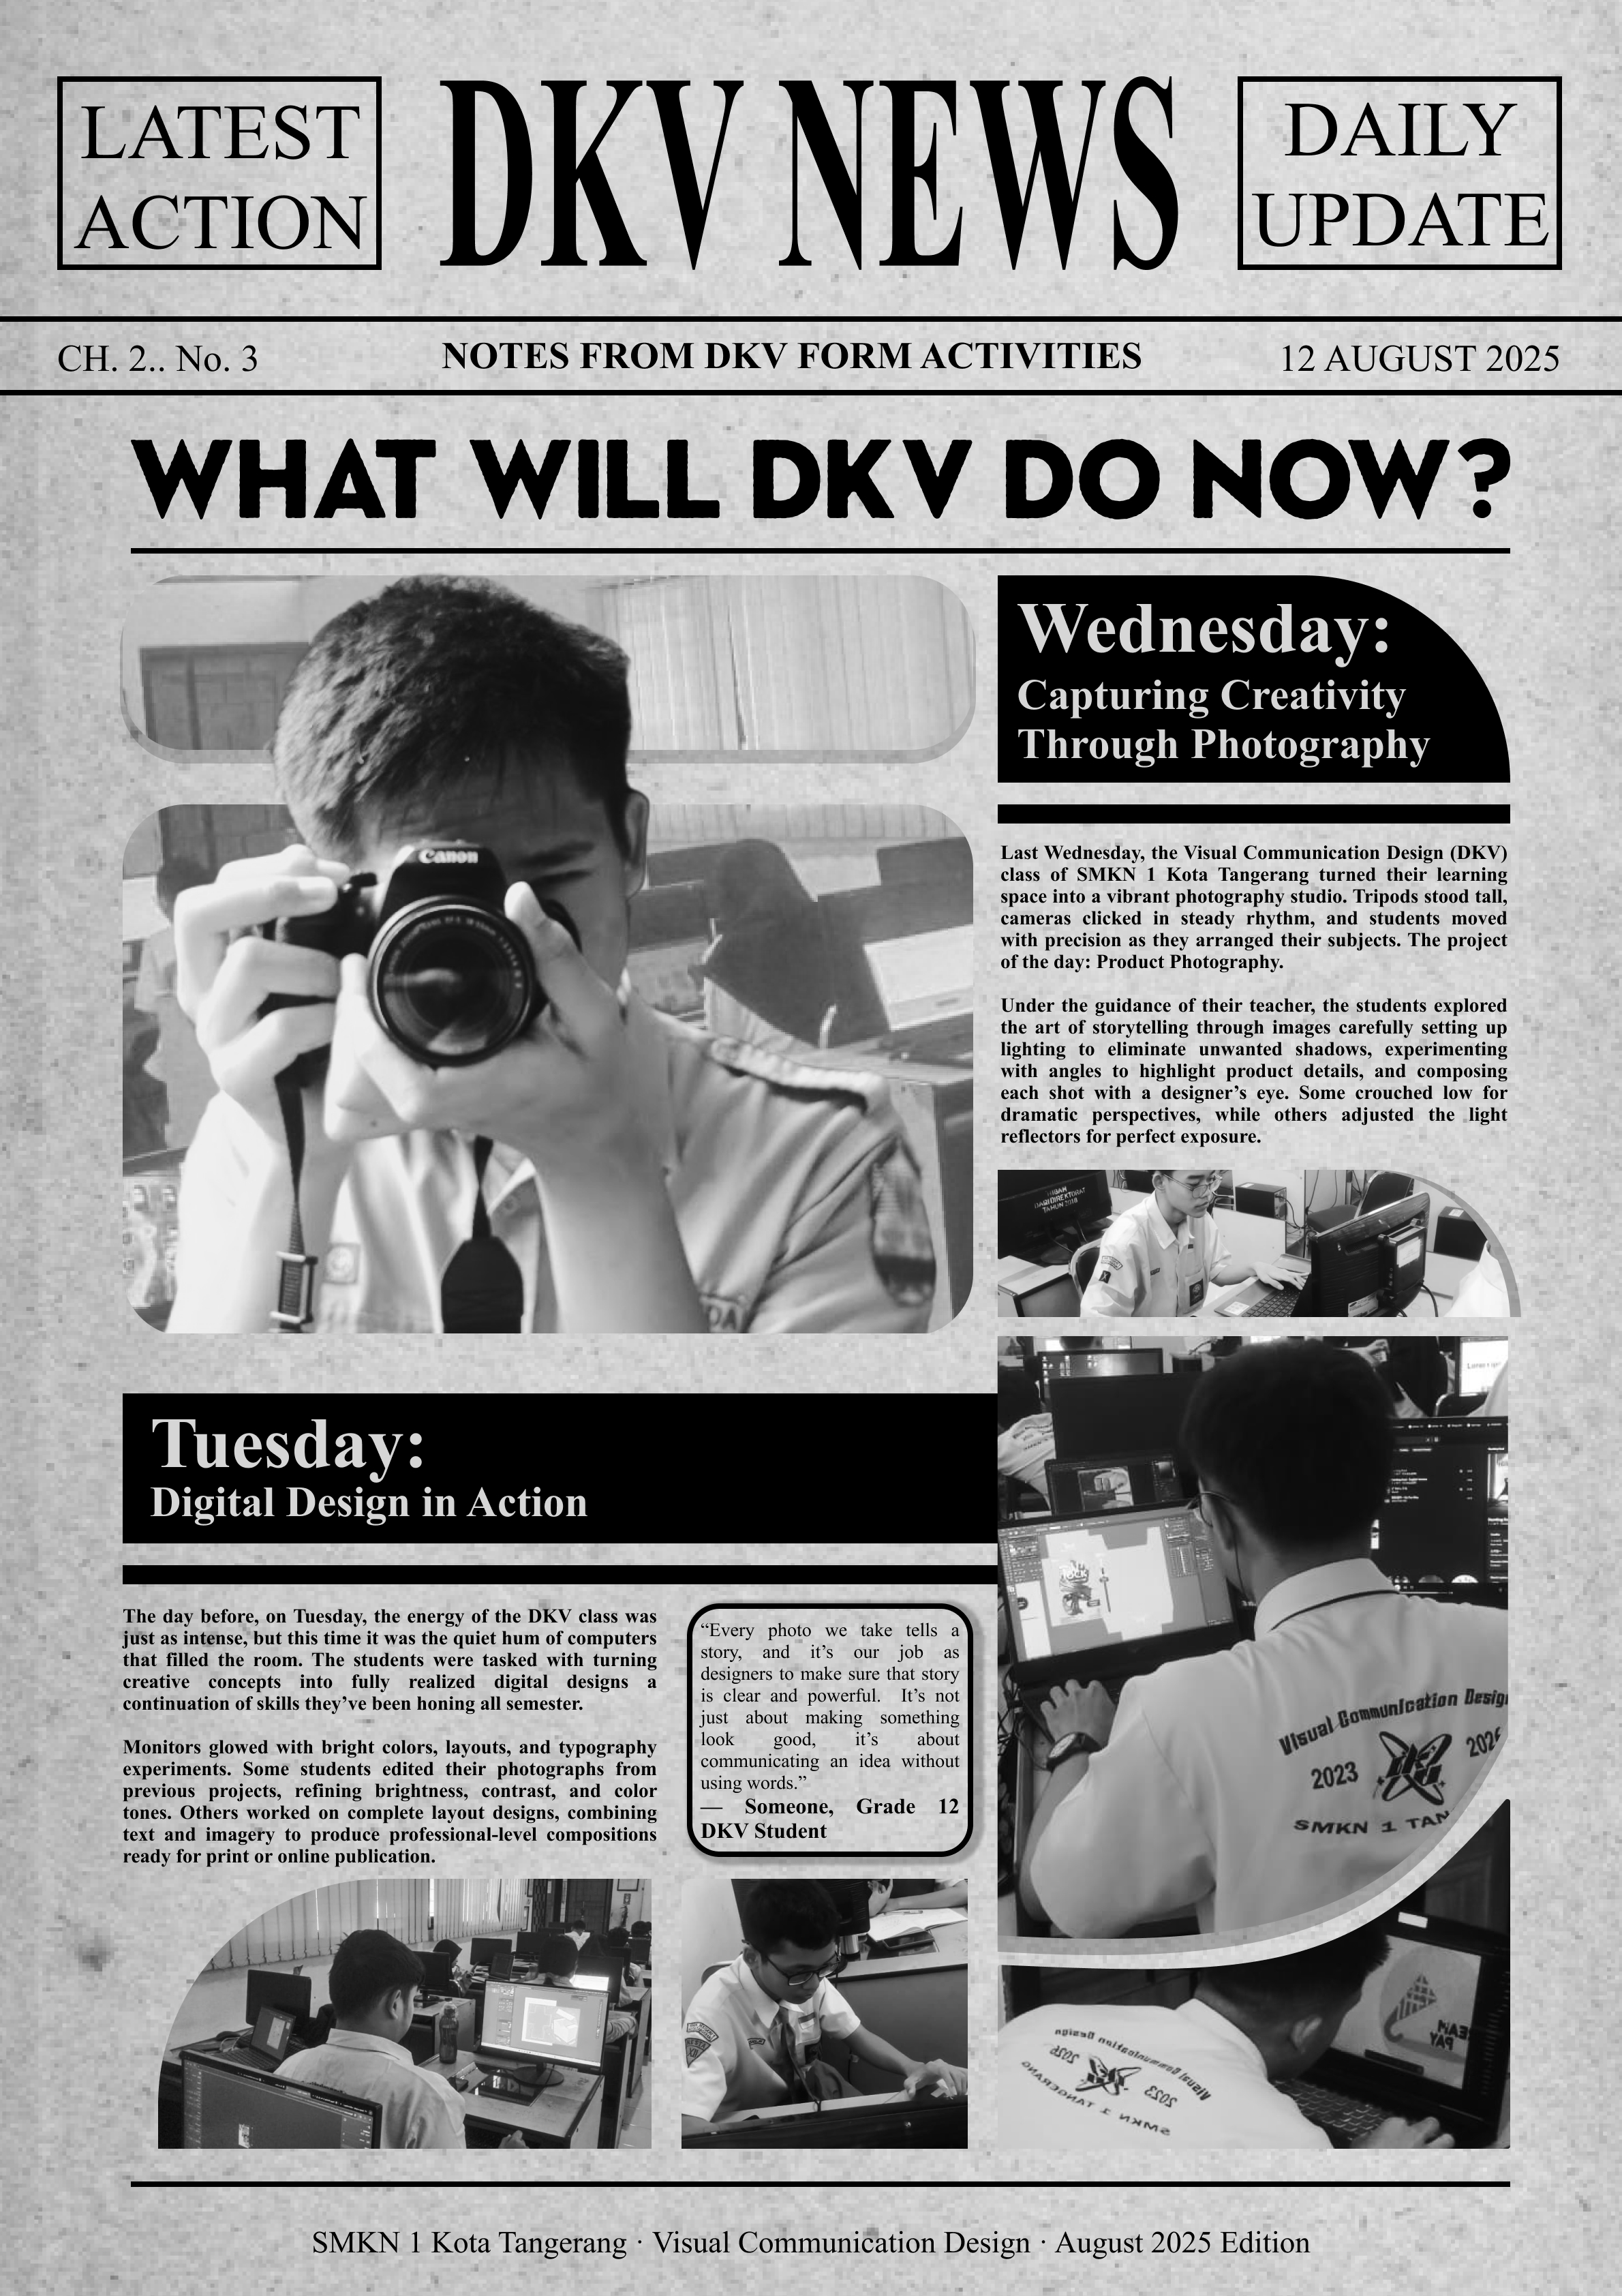 LATEST
ACTION
DKV NEWS
DAILY
UPDATE
CH. 2.. No. 3
NOTES FROM DKV FORM ACTIVITIES
12 AUGUST 2025
WHAT WILL DKV DO NOW?
Canon
Wednesday:
Capturing Creativity
Through Photography
Last Wednesday, the Visual Communication Design (DKV)
class of SMKN 1 Kota Tangerang turned their learning
space into a vibrant photography studio. Tripods stood tall,
cameras clicked in steady rhythm, and students moved
with precision as they arranged their subjects. The project
of the day: Product Photography.
Under the guidance of their teacher, the students explored
the art of storytelling through images carefully setting up
lighting to eliminate unwanted shadows, experimenting
with angles to highlight product details, and composing
each shot with a designer’s eye. Some crouched low for
dramatic perspectives, while others adjusted the light
reflectors for perfect exposure.
HIBAH
DARI DIREKTORAT
TAHUN 2018
Tuesday:
Digital Design in Action
The day before, on Tuesday, the energy of the DKV class was
just as intense, but this time it was the quiet hum of computers
that filled the room. The students were tasked with turning
creative concepts into fully realized digital designs a
continuation of skills they’ve been honing all semester.
Monitors glowed with bright colors, layouts, and typography
experiments. Some students edited their photographs from
previous projects, refining brightness, contrast, and color
tones. Others worked on complete layout designs, combining
text and imagery to produce professional-level compositions
ready for print or online publication.
“Every photo we take tells a
story, and it’s our job as
designers to make sure that story
is clear and powerful.  It’s not
just about making something
look good, it’s about
communicating an idea without
using words.”
— Someone, Grade 12
DKV Student
Visual Communication Design
2023
2026
SMKN 1 TAN
Visual Communication Design
2023
2026
SMKN 1 TANGERANG
SMKN 1 Kota Tangerang · Visual Communication Design · August 2025 Edition